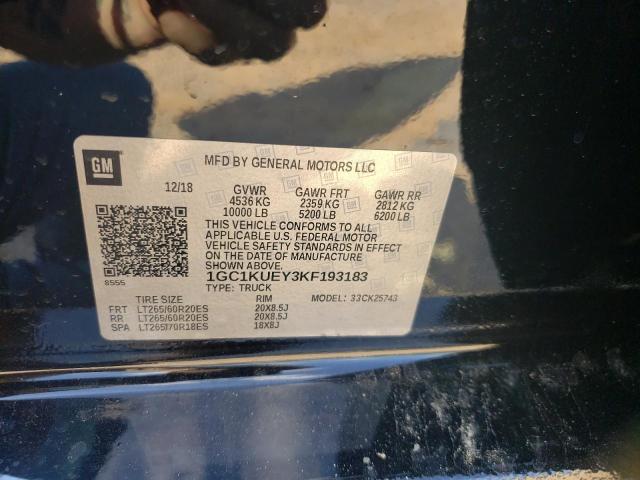 GM
MFD BY GENERAL MOTORS LLC
12/18 GVWR GAWR FRT GAWR RR
4536 KG 2359 KG 2812 KG
10000 LB 5200 LB 6200 LB
THIS VEHICLE CONFORMS TO ALL
APPLICABLE U.S. FEDERAL MOTOR
VEHICLE SAFETY STANDARDS IN EFFECT
ON THE DATE OF MANUFACTURE
SHOWN ABOVE.
8555
1GC1KUEY3KF193183
TYPE: TRUCK
TIRE SIZE RIM MODEL: 33CK25743
FRT LT265/60R20ES 20X8.5J
RR LT265/60R20ES 20X8.5J
SPA LT265/70R18ES 18X8J